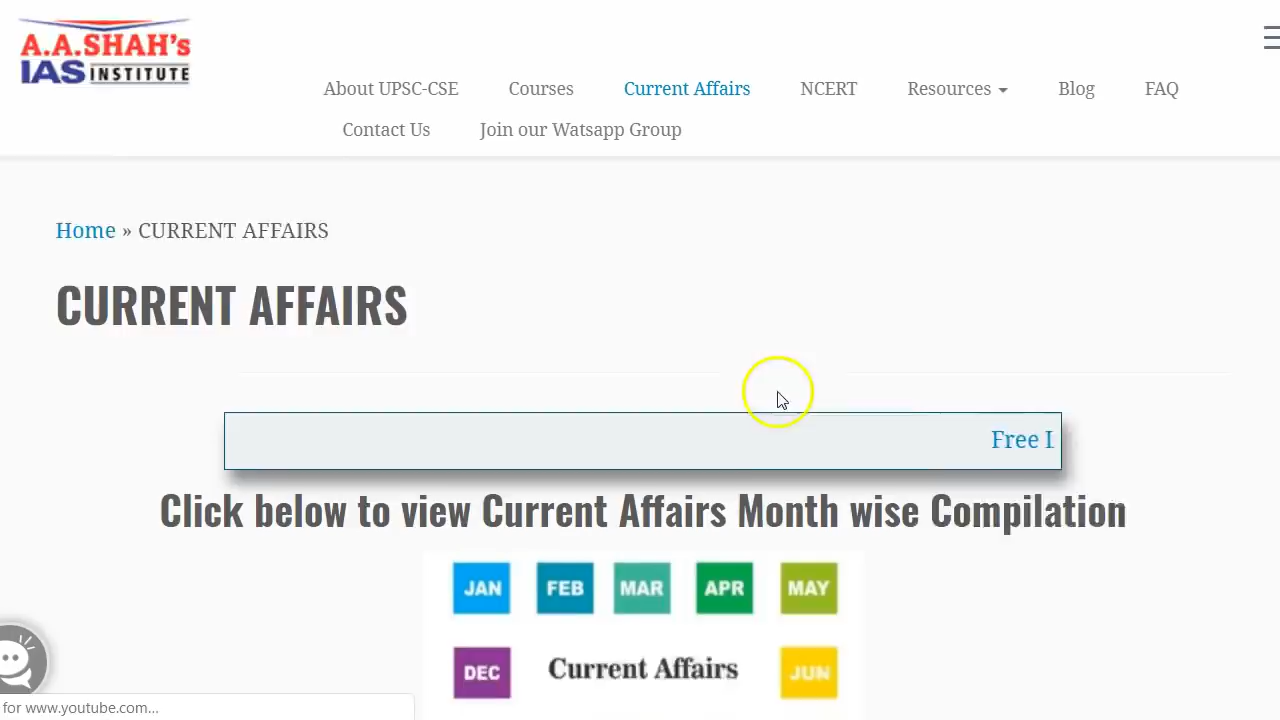 A.A.SHAH's
IAS INSTITUTE
About UPSC-CSE Courses Current Affairs NCERT Resources Blog FAQ
Contact Us Join our Watsapp Group
Home » CURRENT AFFAIRS
CURRENT AFFAIRS
Free I
Click below to view Current Affairs Month wise Compilation
JAN FEB MAR APR MAY
DEC Current Affairs JUN
for www.youtube.com...